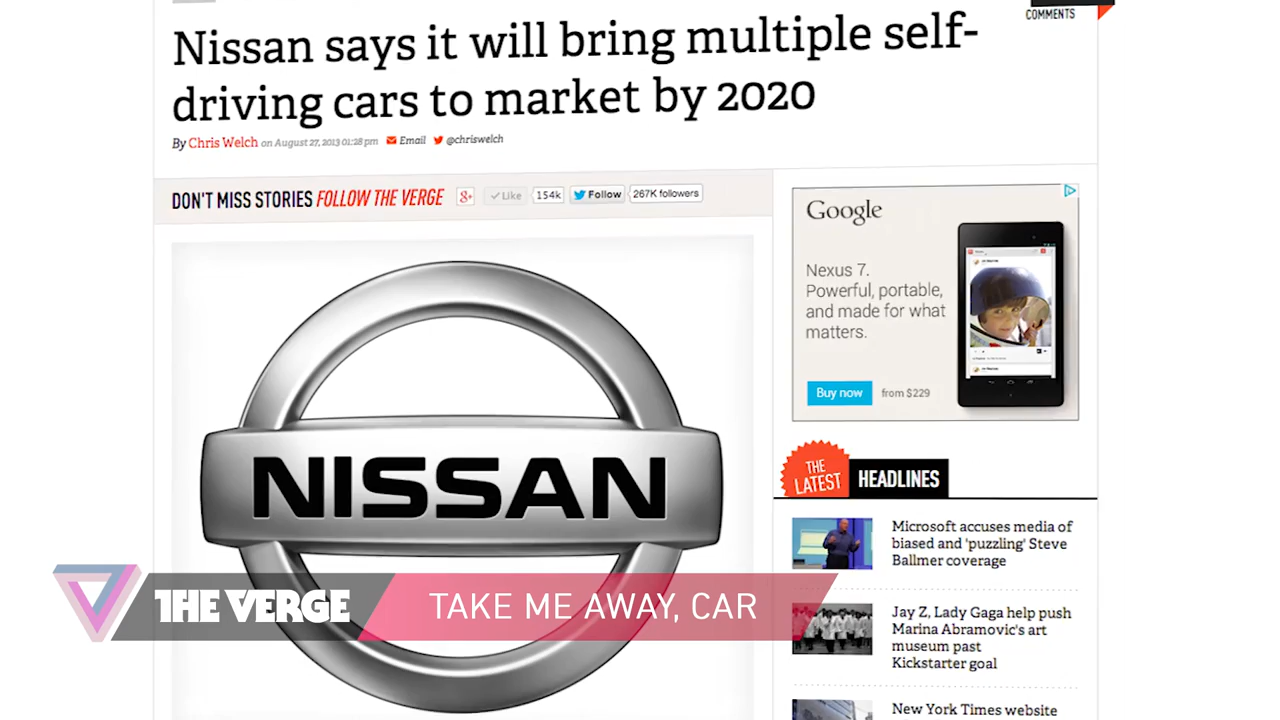 COMMENTS
Nissan says it will bring multiple self-
driving cars to market by 2020
By Chris Welch on August 27, 2013 01:28 pm Email @chriswelch
DON'T MISS STORIES FOLLOW THE VERGE 8+ Like 154k Follow 267K followers
NISSAN
Google
Nexus 7.
Powerful, portable,
and made for what
matters.
Buy now from $229
THE
LATEST
HEADLINES
Microsoft accuses media of
biased and 'puzzling' Steve
Ballmer coverage
Jay Z, Lady Gaga help push
Marina Abramovic's art
museum past
Kickstarter goal
New York Times website
THE VERGE
TAKE ME AWAY, CAR